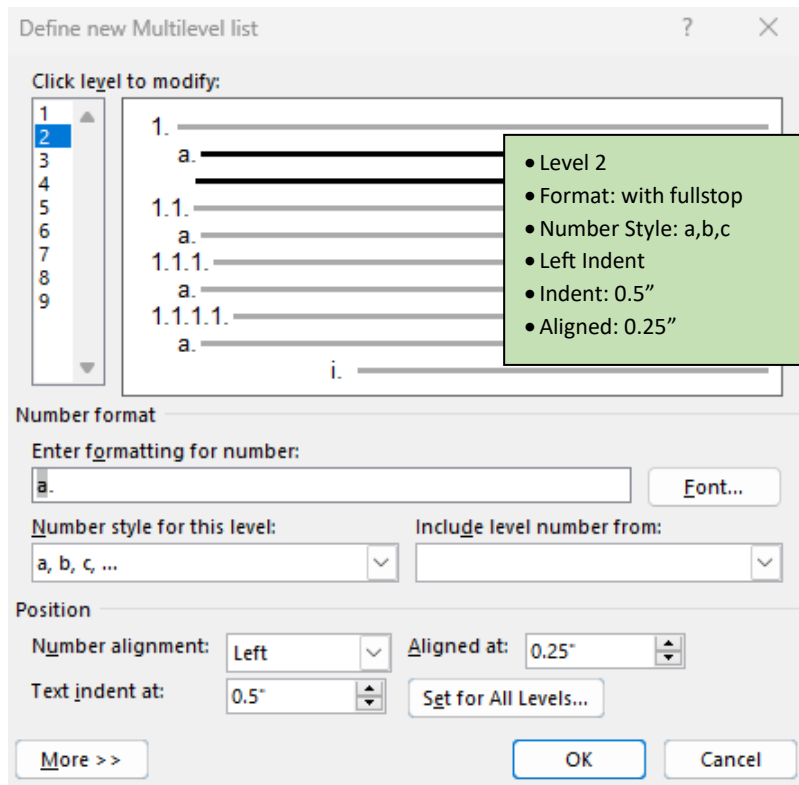 Define new Multilevel list ? ×
Click level to modify:
1
2
3
4
5
6
7
8
9
1.
a.
1.1.
a.
1.1.1.
a.
1.1.1.1.
a.
i.
• Level 2
• Format: with fullstop
• Number Style: a,b,c
• Left Indent
• Indent: 0.5”
• Aligned: 0.25”
Number format
Enter formatting for number:
a.
Font...
Number style for this level: Include level number from:
a, b, c, ...
Position
Number alignment: Left Aligned at: 0.25"
Text indent at: 0.5" Set for All Levels...
More >> OK Cancel